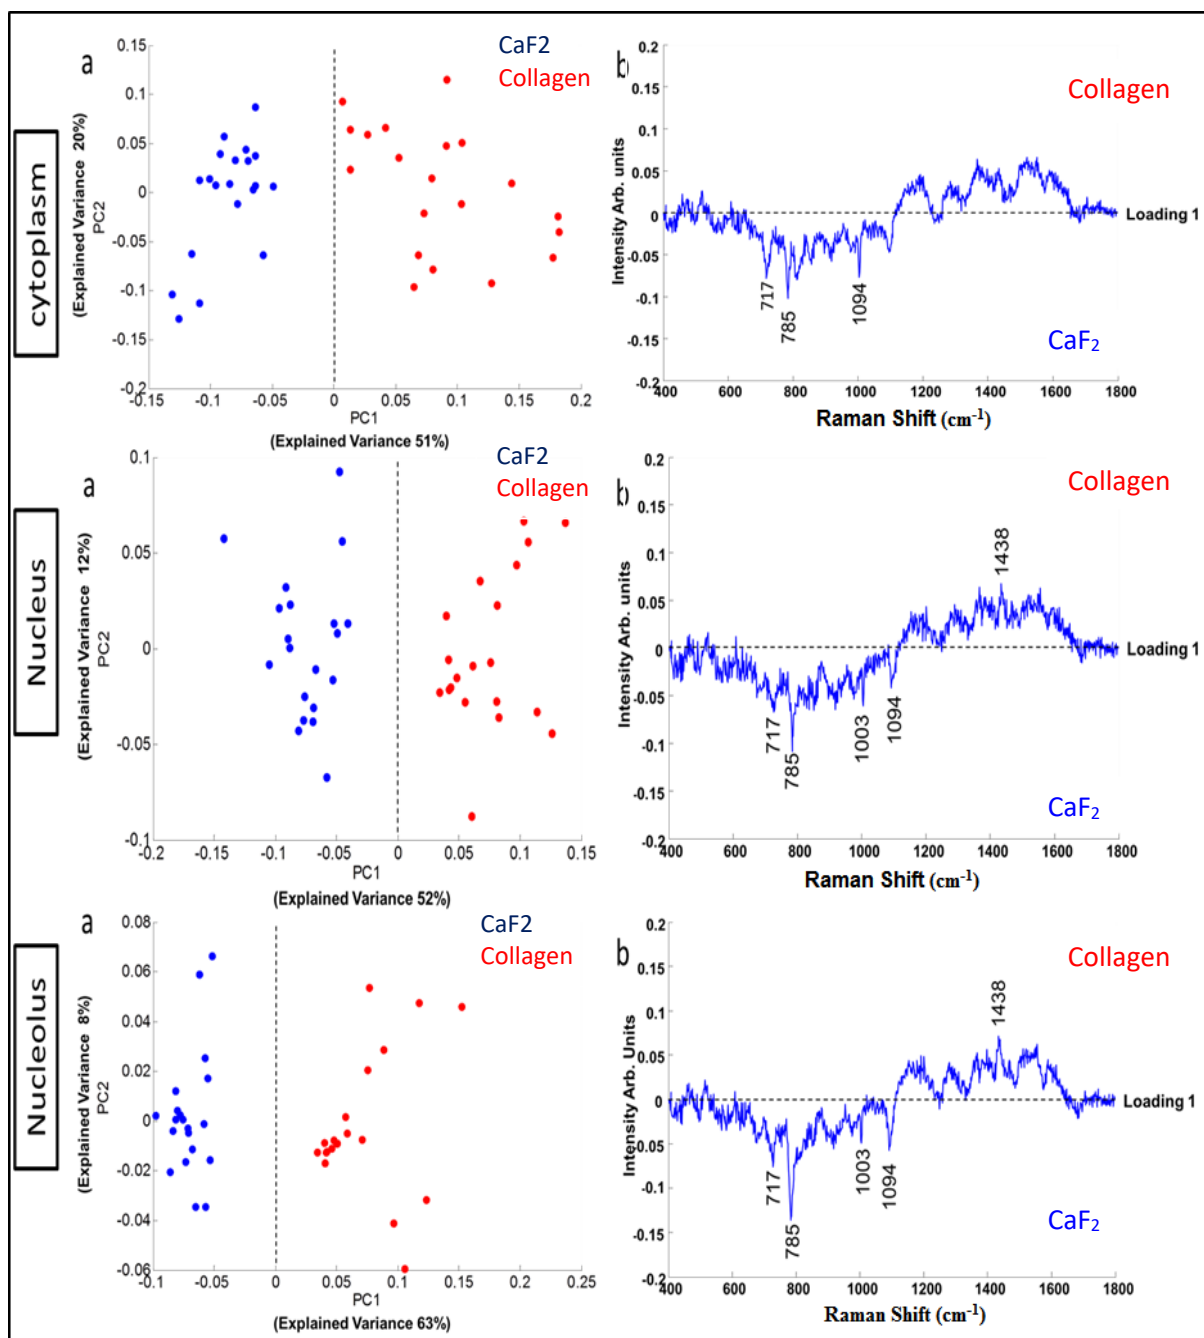 cytoplasm
a
CaF2
Collagen
0.15
0.1
0.05
0
-0.05
-0.1
-0.2
(Explained Variance 20%)
PC2
-0.15
-0.1
-0.05
0
0.05
0.1
0.15
0.2
PC1
(Explained Variance 51%)
b
Collagen
0.2
0.15
0.1
0.05
0
-0.05
-0.1
-0.15
-0.2
Intensity Arb. units
Loading 1
717
785
1094
CaF2
400
600
800
1000
1200
1400
1600
1800
Raman Shift (cm-1)
Nucleus
a
CaF2
Collagen
0.1
0.05
0
-0.05
-0.1
(Explained Variance 12%)
PC2
-0.2
-0.15
-0.1
-0.05
0
0.05
0.1
0.15
PC1
(Explained Variance 52%)
b
Collagen
0.2
0.15
0.1
0.05
0
-0.05
-0.1
-0.15
-0.2
Intensity Arb. units
1438
Loading 1
717
785
1003
1094
CaF2
400
600
800
1000
1200
1400
1600
1800
Raman Shift (cm-1)
Nucleolus
a
CaF2
Collagen
0.08
0.06
0.04
0.02
0
-0.02
-0.04
-0.06
(Explained Variance 8%)
PC2
-0.1
-0.05
0
0.05
0.1
0.15
0.2
0.25
PC1
(Explained Variance 63%)
b
Collagen
0.2
0.15
0.1
0.05
0
-0.05
-0.1
-0.15
-0.2
Intensity Arb. Units
1438
Loading 1
717
785
1003
1094
CaF2
400
600
800
1000
1200
1400
1600
1800
Raman Shift (cm-1)